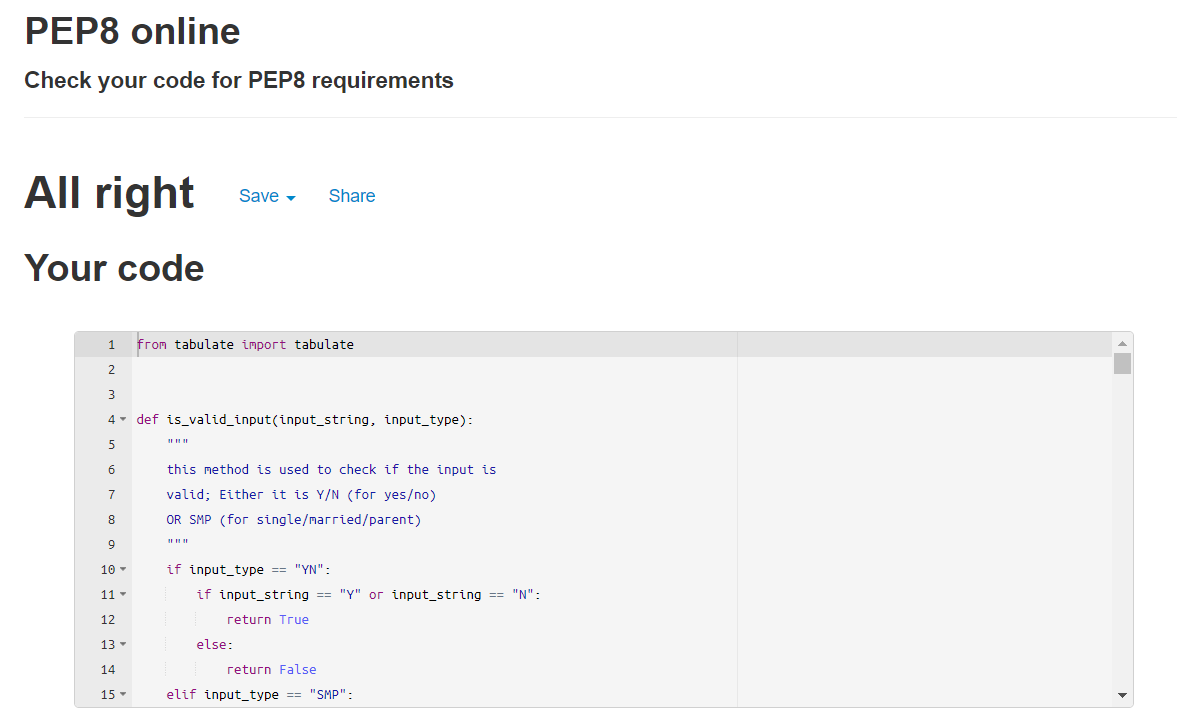 PEP8 online
Check your code for PEP8 requirements
All right Save Share
Your code
1 from tabulate import tabulate
2
3
4 def is_valid_input(input_string, input_type):
5     """
6     this method is used to check if the input is
7     valid; Either it is Y/N (for yes/no)
8     OR SMP (for single/married/parent)
9     """
10     if input_type == "YN":
11         if input_string == "Y" or input_string == "N":
12             return True
13         else:
14             return False
15     elif input_type == "SMP":